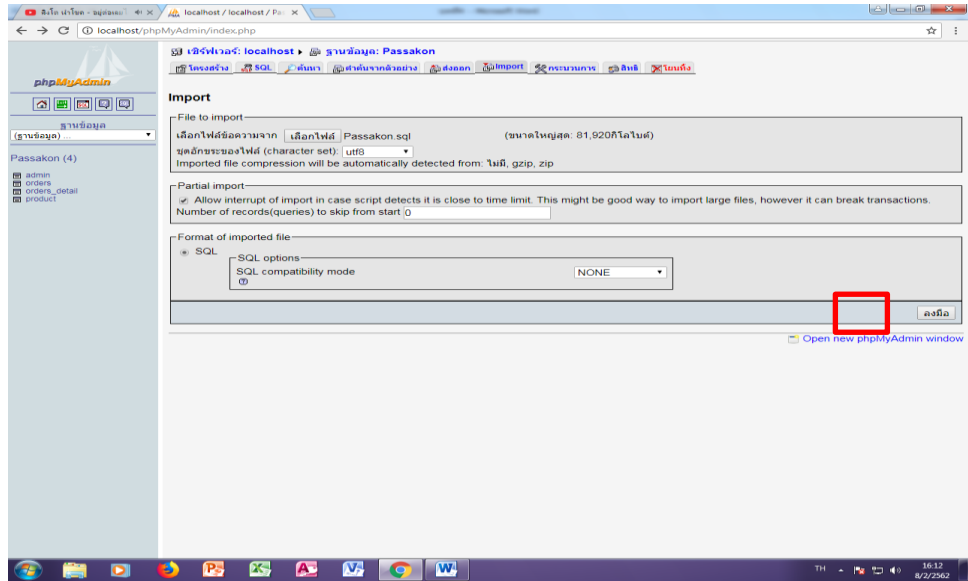 localhost / localhost / Pa
localhost/phpMyAdmin/index.php
phpMyAdmin
ฐานข้อมูล
(ฐานข้อมูล) ...
Passakon (4)
admin
orders
orders_detail
product
เซิร์ฟเวอร์: localhost ▸ ฐานข้อมูล: Passakon
โครงสร้าง SQL ค้นหา คำค้นจากตัวอย่าง ส่งออก Import กระบวนการ สิทธิ โยนทิ้ง
Import
File to import
เลือกไฟล์ข้อความจาก เลือกไฟล์ Passakon.sql (ขนาดใหญ่สุด: 81,920กิโลไบต์)
ชุดอักขระของไฟล์ (character set): utf8
Imported file compression will be automatically detected from: ไม่มี, gzip, zip
Partial import
Allow interrupt of import in case script detects it is close to time limit. This might be good way to import large files, however it can break transactions.
Number of records(queries) to skip from start 0
Format of imported file
SQL
SQL options
SQL compatibility mode NONE
ลงมือ
Open new phpMyAdmin window
TH 16:12
8/2/2562